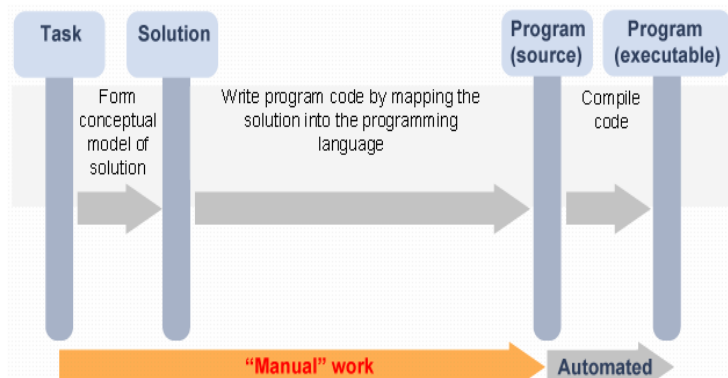 Task
Solution
Program
(source)
Program
(executable)
Form
conceptual
model of
solution
Write program code by mapping the
solution into the programming
language
Compile
code
“Manual” work
Automated